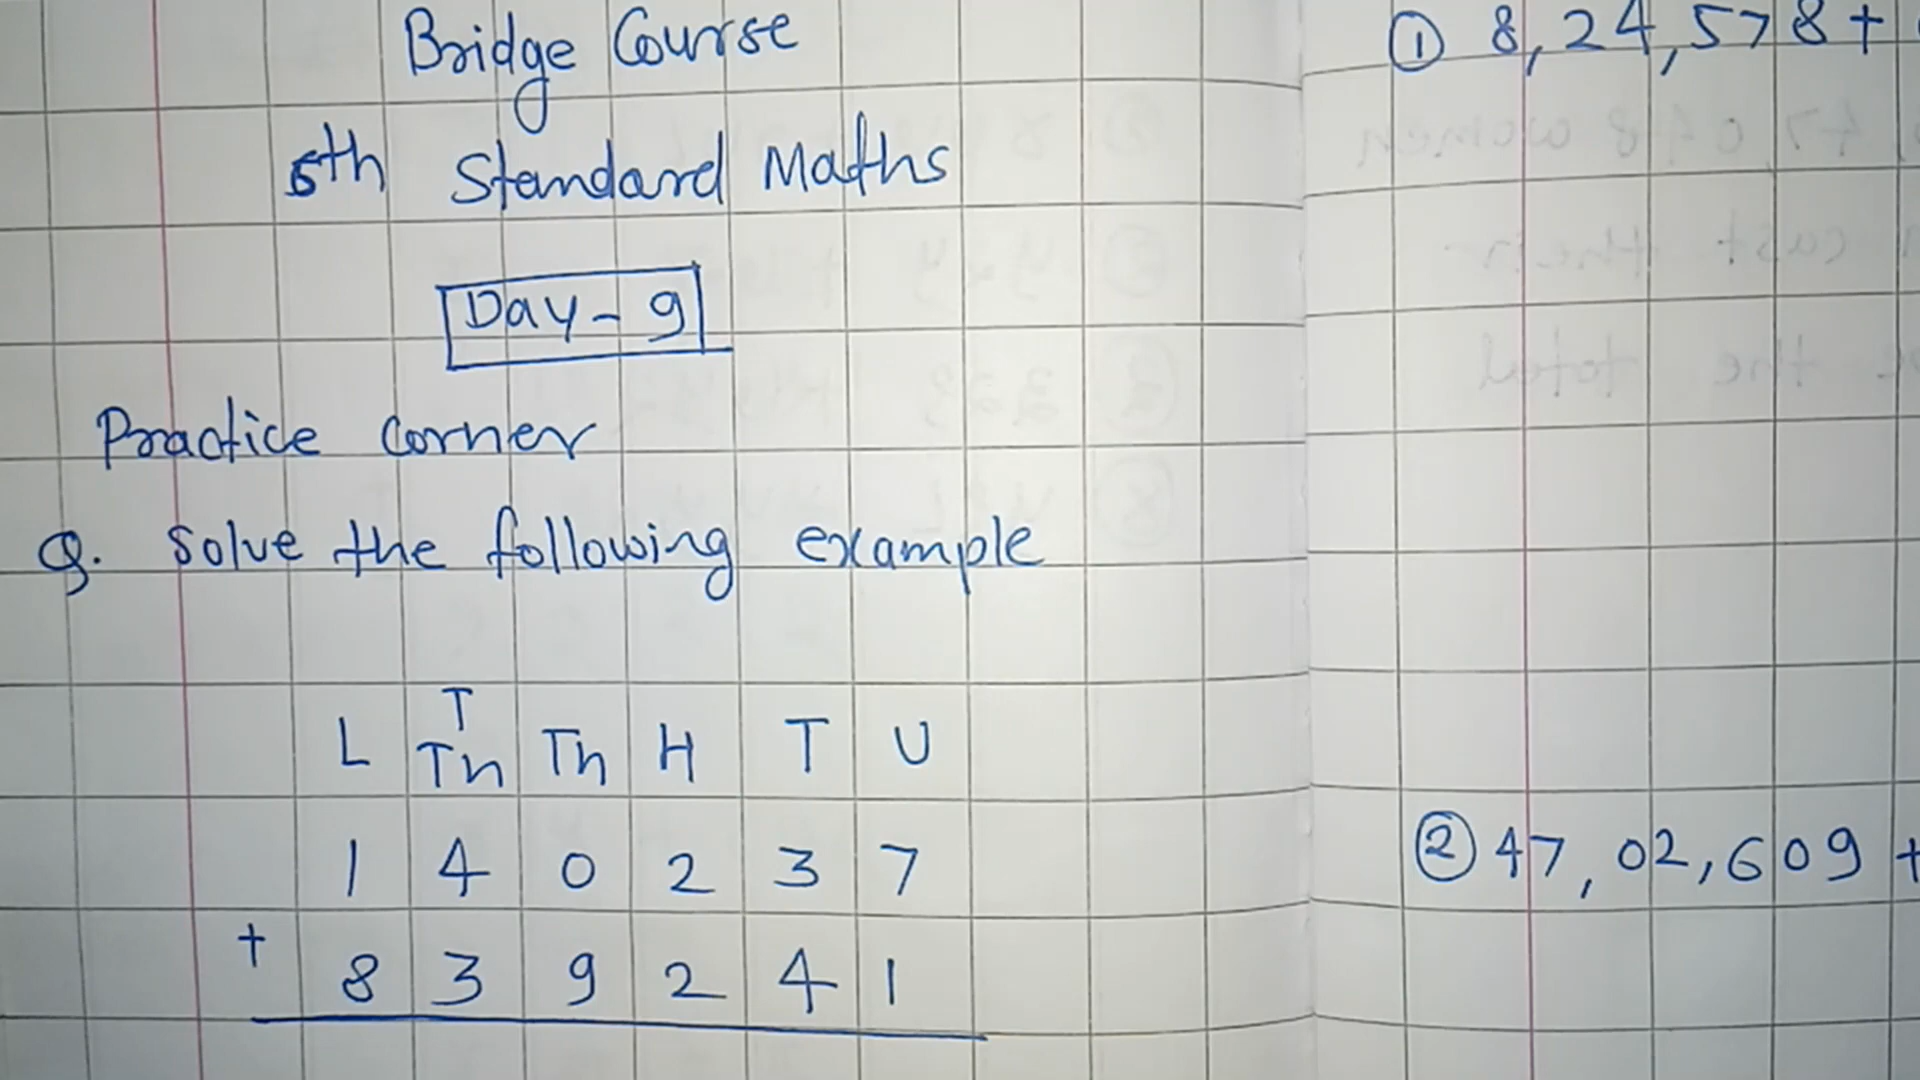 Bridge Course
5th Standard Maths
Day - 9
Practice Corner
Q. Solve the following example
L T Th Th H T U
1 4 0 2 3 7
+ 8 3 9 2 4 1
① 8,24,578 +
② 47,02,609 +